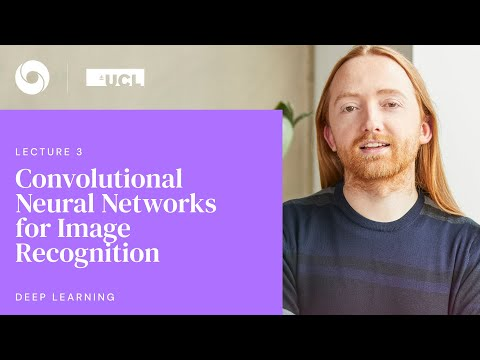 UCL
LECTURE 3
Convolutional
Neural Networks
for Image
Recognition
DEEP LEARNING